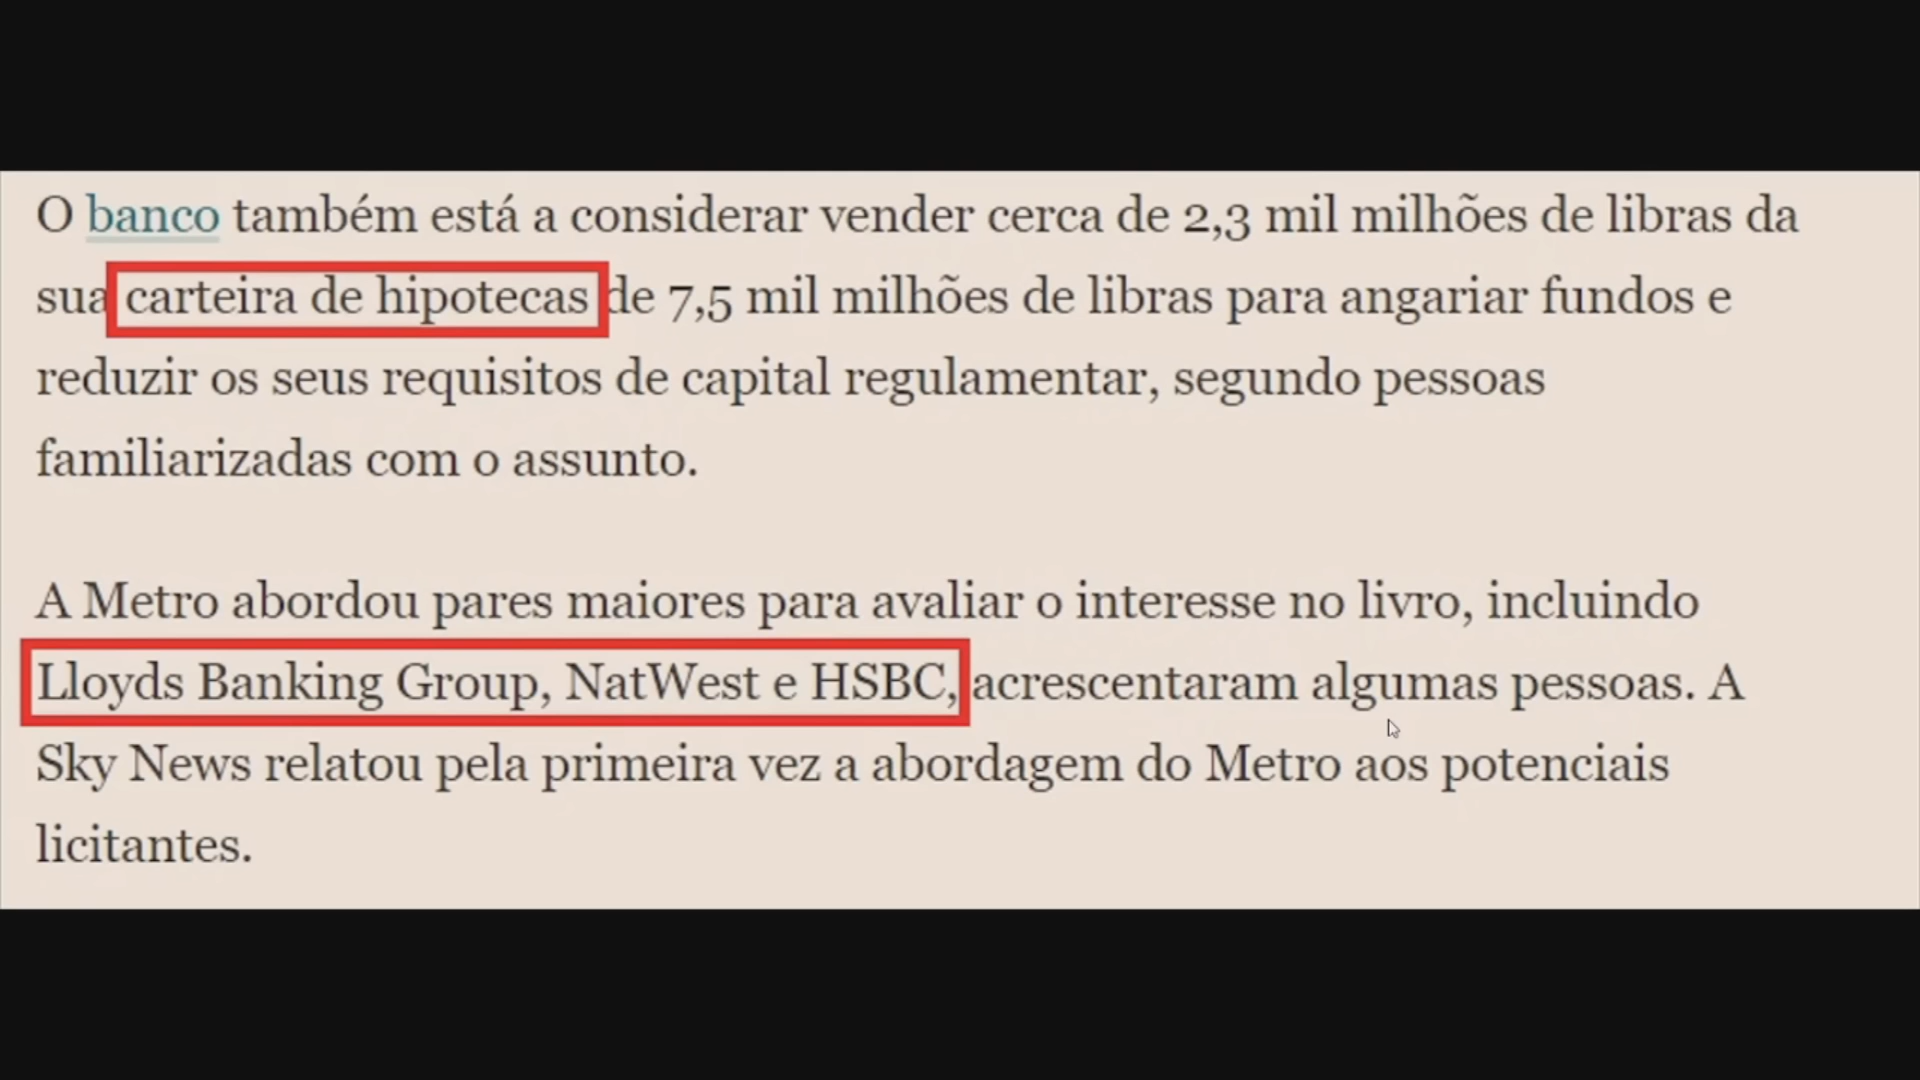 O banco também está a considerar vender cerca de 2,3 mil milhões de libras da
sua carteira de hipotecas de 7,5 mil milhões de libras para angariar fundos e
reduzir os seus requisitos de capital regulamentar, segundo pessoas
familiarizadas com o assunto.
A Metro abordou pares maiores para avaliar o interesse no livro, incluindo
Lloyds Banking Group, NatWest e HSBC, acrescentaram algumas pessoas. A
Sky News relatou pela primeira vez a abordagem do Metro aos potenciais
licitantes.